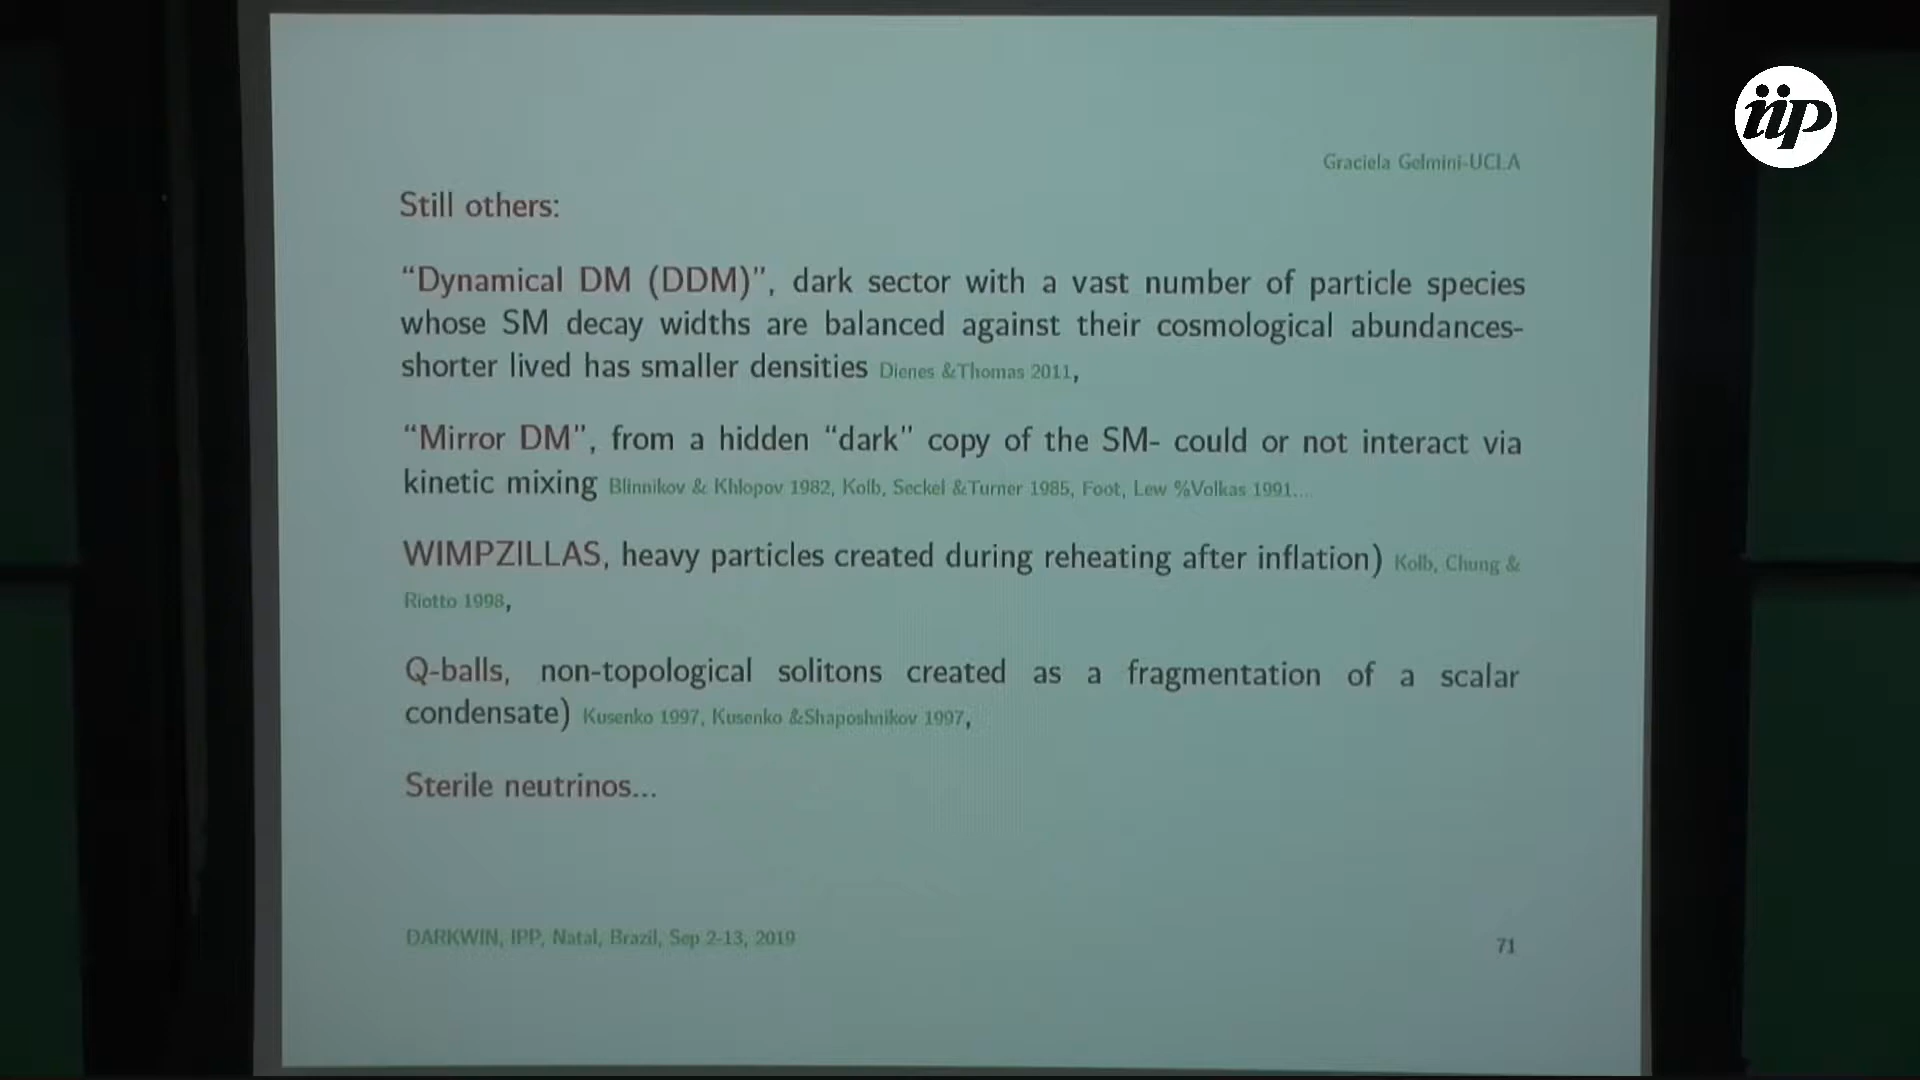 iip
Graciela Gelmini-UCLA
Still others:
“Dynamical DM (DDM)”, dark sector with a vast number of particle species
whose SM decay widths are balanced against their cosmological abundances-
shorter lived has smaller densities Dienes &Thomas 2011,
“Mirror DM”, from a hidden “dark” copy of the SM- could or not interact via
kinetic mixing Blinnikov & Khlopov 1982, Kolb, Seckel &Turner 1985, Foot, Lew %Volkas 1991...
WIMPZILLAS, heavy particles created during reheating after inflation) Kolb, Chung &
Riotto 1998,
Q-balls, non-topological solitons created as a fragmentation of a scalar
condensate) Kusenko 1997, Kusenko &Shaposhnikov 1997,
Sterile neutrinos...
DARKWIN, IPP, Natal, Brazil, Sep 2-13, 2019
71